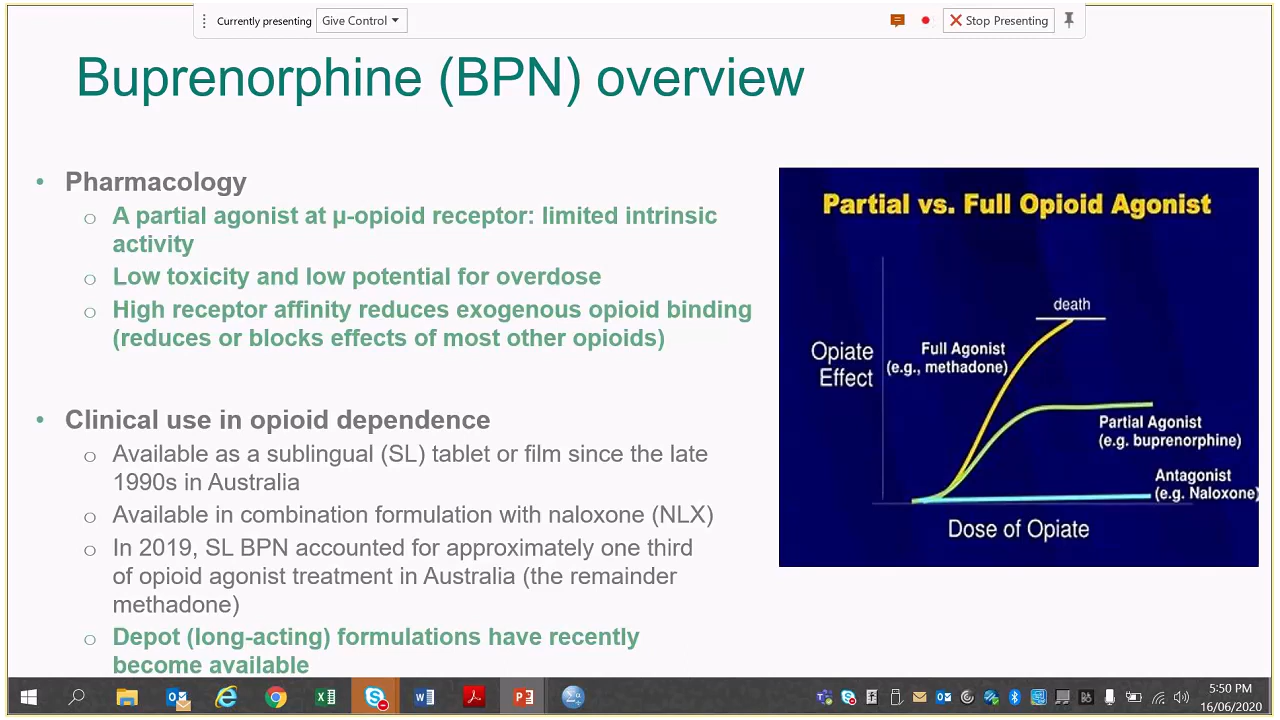 Currently presenting Give Control Stop Presenting
Buprenorphine (BPN) overview
• Pharmacology
o A partial agonist at µ-opioid receptor: limited intrinsic
activity
o Low toxicity and low potential for overdose
o High receptor affinity reduces exogenous opioid binding
(reduces or blocks effects of most other opioids)
• Clinical use in opioid dependence
o Available as a sublingual (SL) tablet or film since the late
1990s in Australia
o Available in combination formulation with naloxone (NLX)
o In 2019, SL BPN accounted for approximately one third
of opioid agonist treatment in Australia (the remainder
methadone)
o Depot (long-acting) formulations have recently
become available
Partial vs. Full Opioid Agonist
death
Opiate
Effect
Full Agonist
(e.g., methadone)
Partial Agonist
(e.g. buprenorphine)
Antagonist
(e.g. Naloxone)
Dose of Opiate
5:50 PM
16/06/2020